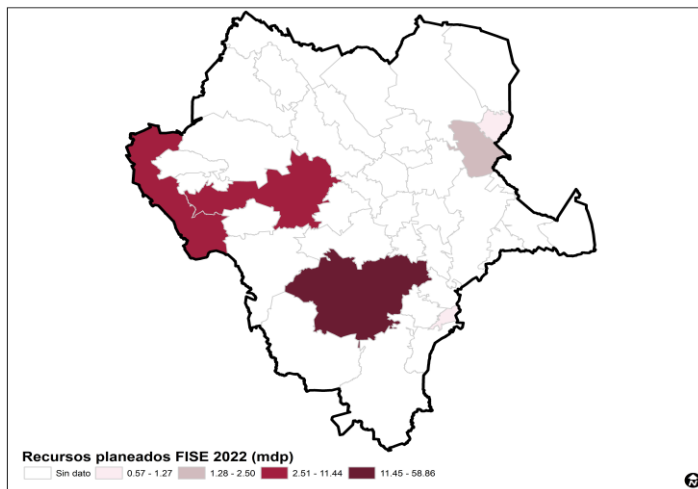 Recursos planeados FISE 2022 (mdp)
Sin dato 0.57 - 1.27 1.28 - 2.50 2.51 - 11.44 11.45 - 58.86